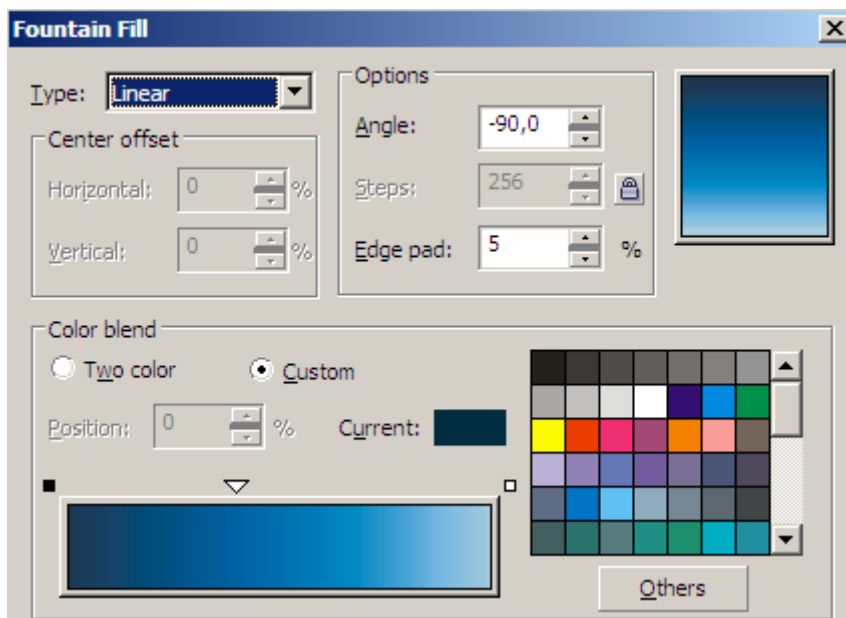 Fountain Fill
Type: Linear
Options
Angle: -90,0
Steps: 256
Edge pad: 5 %
Center offset
Horizontal: 0 %
Vertical: 0 %
Color blend
Two color
Custom
Position: 0 %
Current:
Others